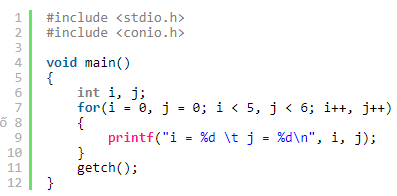 1 #include <stdio.h>
2 #include <conio.h>
3
4 void main()
5 {
6     int i, j;
7     for(i = 0, j = 0; i < 5, j < 6; i++, j++)
ő 8     {
9         printf("i = %d \t j = %d\n", i, j);
10     }
11     getch();
12 }